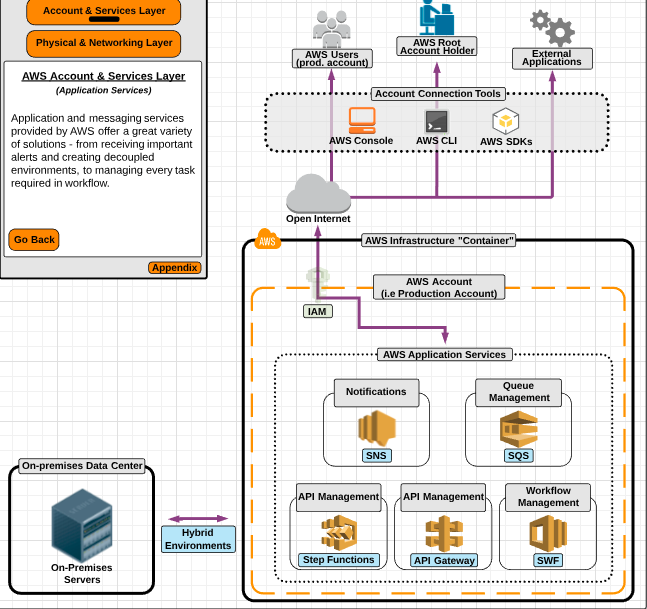 Account & Services Layer
Physical & Networking Layer
AWS Account & Services Layer
(Application Services)
Application and messaging services
provided by AWS offer a great variety
of solutions - from receiving important
alerts and creating decoupled
environments, to managing every task
required in workflow.
Go Back
Appendix
AWS Users
(prod. account)
AWS Root
Account Holder
External
Applications
Account Connection Tools
AWS Console
AWS CLI
AWS SDKs
Open Internet
AWS
AWS Infrastructure "Container"
IAM
AWS Account
(i.e Production Account)
AWS Application Services
Notifications
SNS
Queue
Management
SQS
API Management
Step Functions
API Management
API Gateway
Workflow
Management
SWF
On-premises Data Center
On-Premises
Servers
Hybrid
Environments